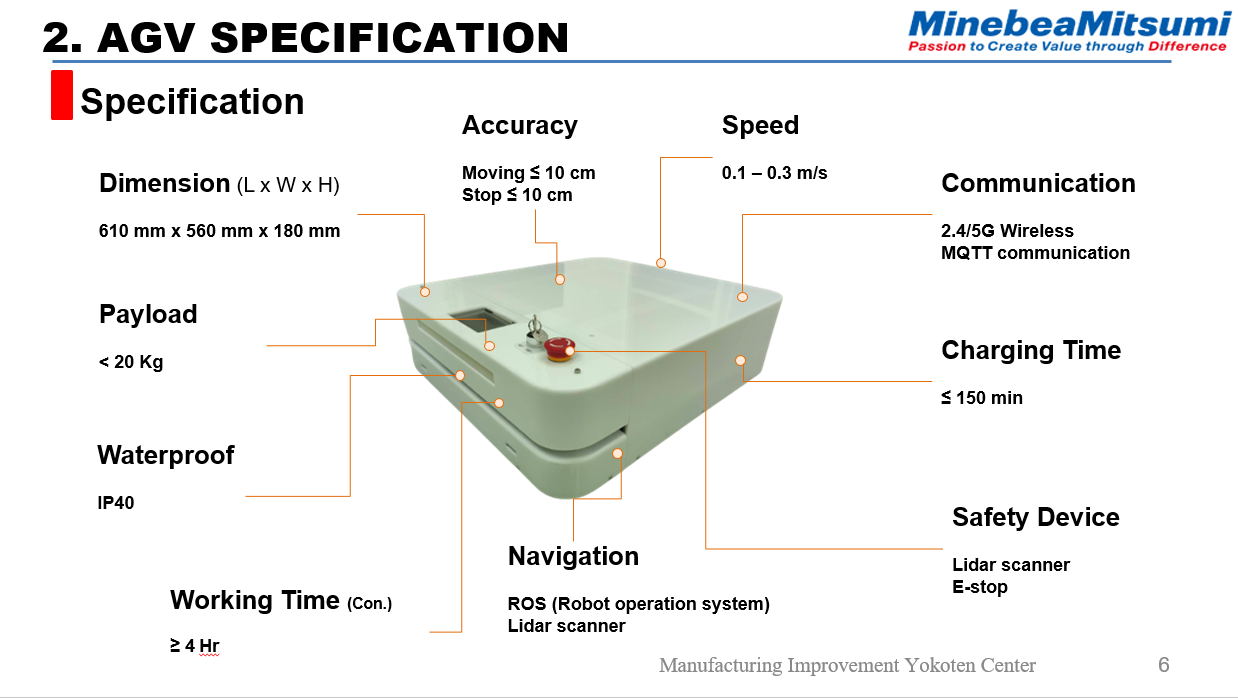 2. AGV SPECIFICATION
MinebeaMitsumi
Passion to Create Value through Difference
Specification
Accuracy
Moving ≤ 10 cm
Stop ≤ 10 cm
Speed
0.1 – 0.3 m/s
Dimension (L x W x H)
610 mm x 560 mm x 180 mm
Communication
2.4/5G Wireless
MQTT communication
Payload
< 20 Kg
Charging Time
≤ 150 min
Waterproof
IP40
Safety Device
Lidar scanner
E-stop
Navigation
ROS (Robot operation system)
Lidar scanner
Working Time (Con.)
≥ 4 Hr
Manufacturing Improvement Yokoten Center
6